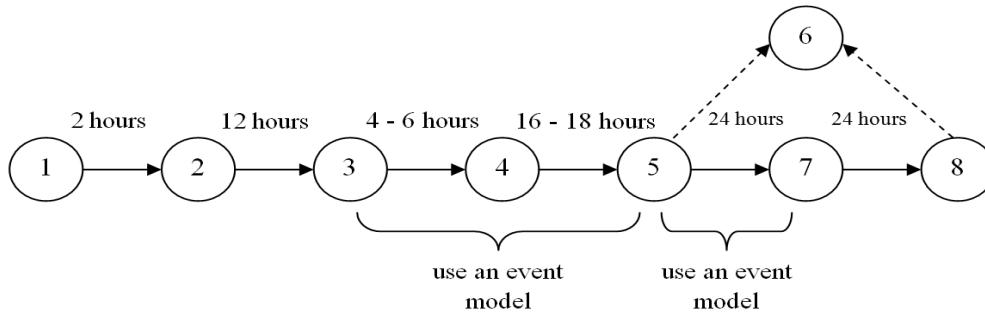 6
2 hours
12 hours
4 - 6 hours
16 - 18 hours
24 hours
24 hours
1
2
3
4
5
7
8
use an event
model
use an event
model